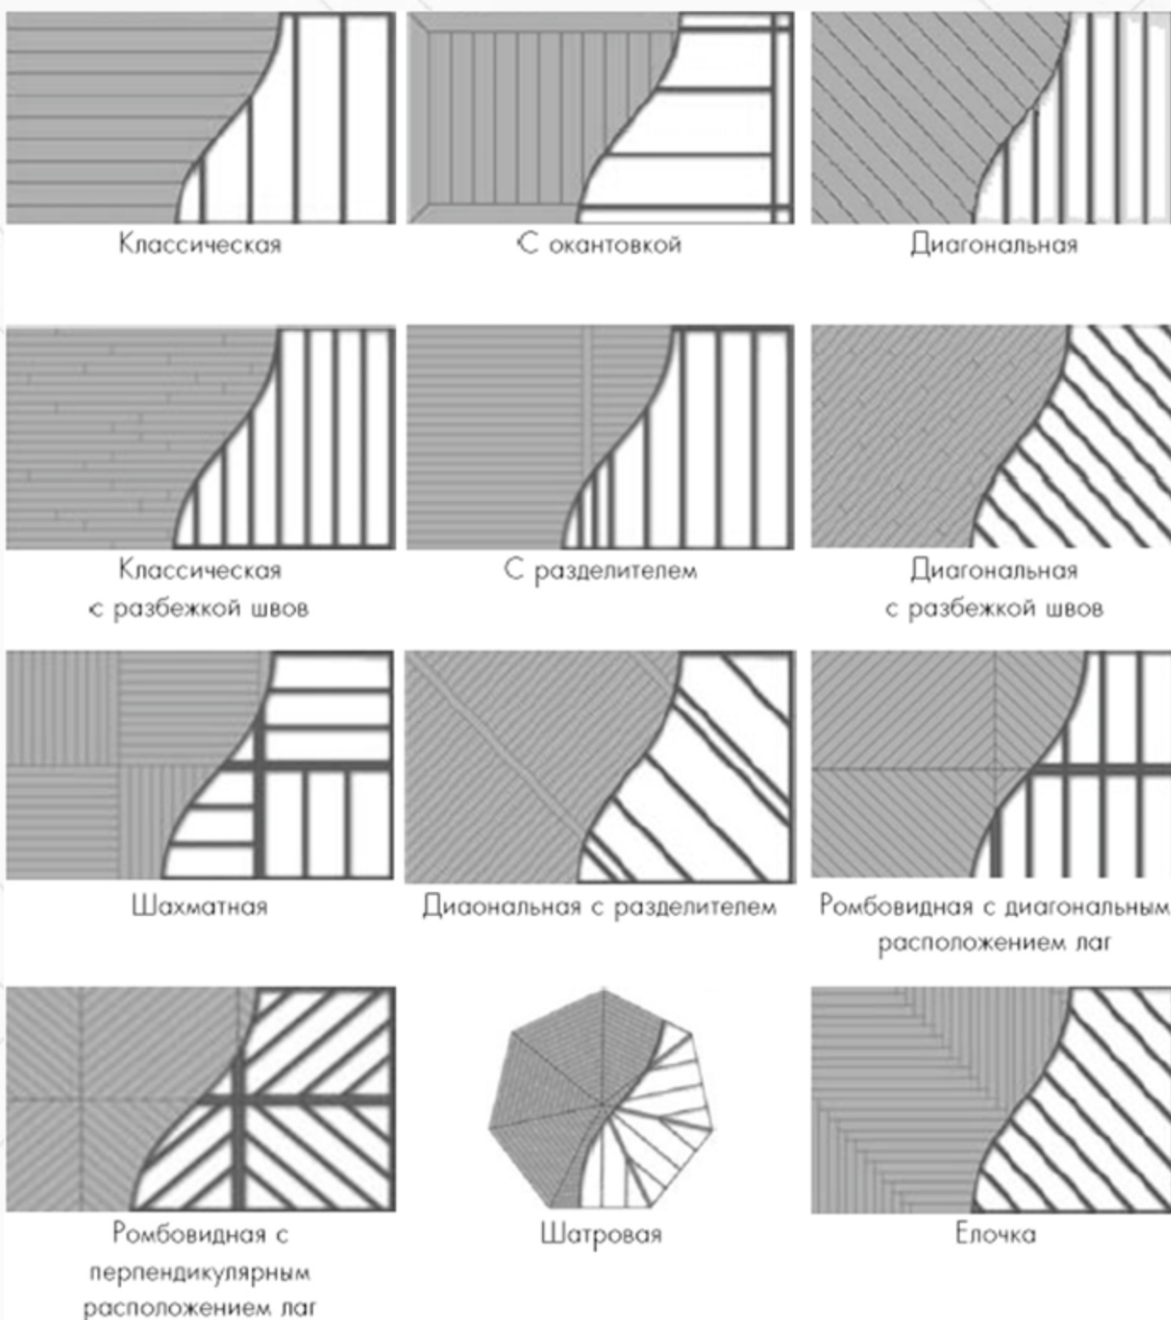 Классическая
С окантовкой
Диагональная
Классическая
с разбежкой швов
С разделителем
Диагональная
с разбежкой швов
Шахматная
Диаональная с разделителем
Ромбовидная с диагональным
расположением лаг
Ромбовидная с
перпендикулярным
расположением лаг
Шатровая
Елочка